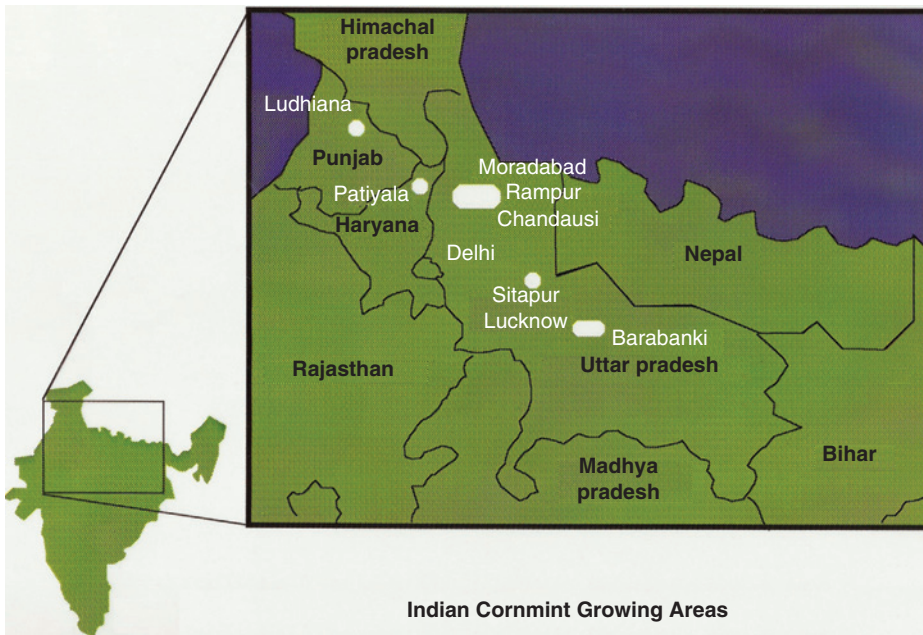 Himachal
pradesh
Ludhiana
Punjab
Moradabad
Patiyala
Rampur
Chandausi
Haryana
Delhi
Nepal
Sitapur
Lucknow
Barabanki
Rajasthan
Uttar pradesh
Bihar
Madhya
pradesh
Indian Cornmint Growing Areas